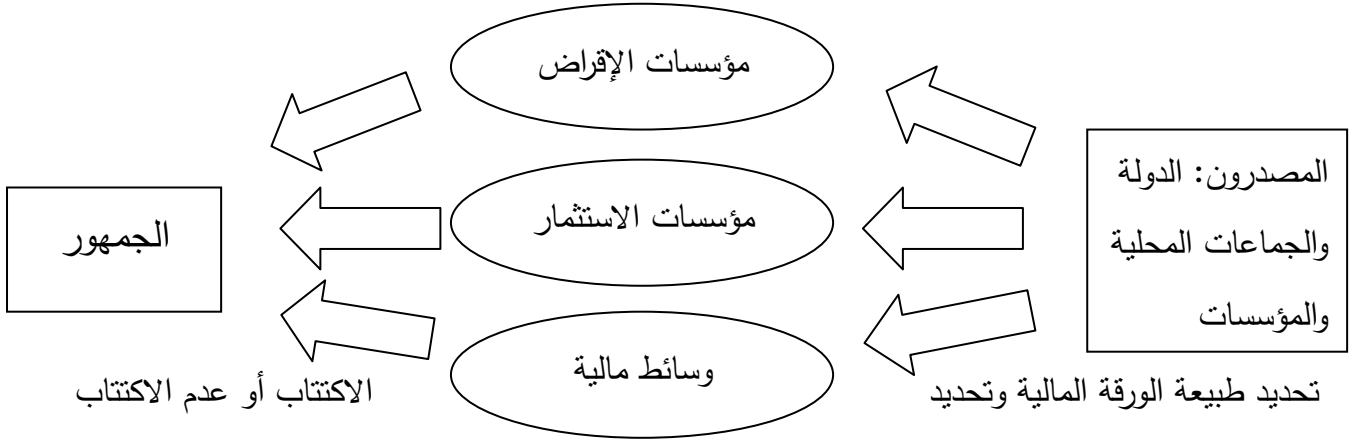 مؤسسات الإقراض
المصدرون: الدولة
والجماعات المحلية
والمؤسسات
مؤسسات الاستثمار
الجمهور
وسائط مالية
تحديد طبيعة الورقة المالية وتحديد
الاكتتاب أو عدم الاكتتاب